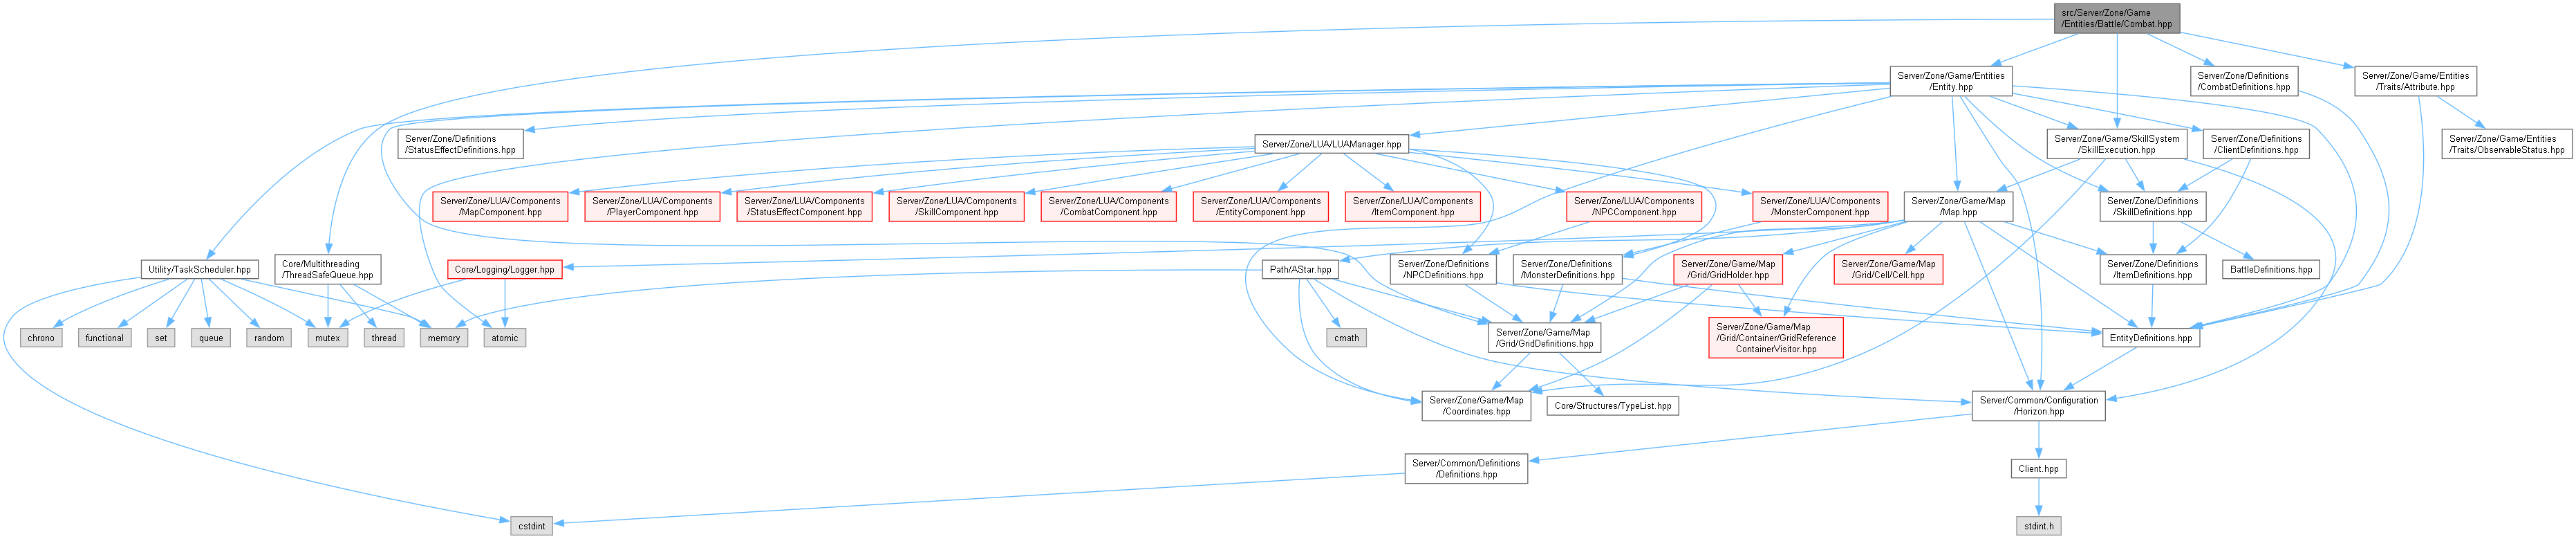 src/Server/Zone/Game
/Entities/Battle/Combat.hpp
Server/Zone/Game/Entities
/Entity.hpp
Server/Zone/Definitions
/CombatDefinitions.hpp
Server/Zone/Game/Entities
/Traits/Attribute.hpp
Server/Zone/Definitions
/StatusEffectDefinitions.hpp
Server/Zone/LUA/LUAManager.hpp
Server/Zone/Game/SkillSystem
/SkillExecution.hpp
Server/Zone/Definitions
/ClientDefinitions.hpp
Server/Zone/Game/Entities
/Traits/ObservableStatus.hpp
Server/Zone/LUA/Components
/MapComponent.hpp
Server/Zone/LUA/Components
/PlayerComponent.hpp
Server/Zone/LUA/Components
/StatusEffectComponent.hpp
Server/Zone/LUA/Components
/SkillComponent.hpp
Server/Zone/LUA/Components
/CombatComponent.hpp
Server/Zone/LUA/Components
/EntityComponent.hpp
Server/Zone/LUA/Components
/ItemComponent.hpp
Server/Zone/LUA/Components
/NPCComponent.hpp
Server/Zone/LUA/Components
/MonsterComponent.hpp
Server/Zone/Game/Map
/Map.hpp
Server/Zone/Definitions
/SkillDefinitions.hpp
Utility/TaskScheduler.hpp
Core/Multithreading
/ThreadSafeQueue.hpp
Core/Logging/Logger.hpp
Path/AStar.hpp
Server/Zone/Definitions
/NPCDefinitions.hpp
Server/Zone/Definitions
/MonsterDefinitions.hpp
Server/Zone/Game/Map
/Grid/GridHolder.hpp
Server/Zone/Game/Map
/Grid/Cell/Cell.hpp
Server/Zone/Definitions
/ItemDefinitions.hpp
BattleDefinitions.hpp
chrono
functional
set
queue
random
mutex
thread
memory
atomic
cmath
Server/Zone/Game/Map
/Grid/GridDefinitions.hpp
Server/Zone/Game/Map
/Grid/Container/GridReference
ContainerVisitor.hpp
EntityDefinitions.hpp
Server/Zone/Game/Map
/Coordinates.hpp
Core/Structures/TypeList.hpp
Server/Common/Configuration
/Horizon.hpp
Server/Common/Definitions
/Definitions.hpp
Client.hpp
cstdint
stdint.h